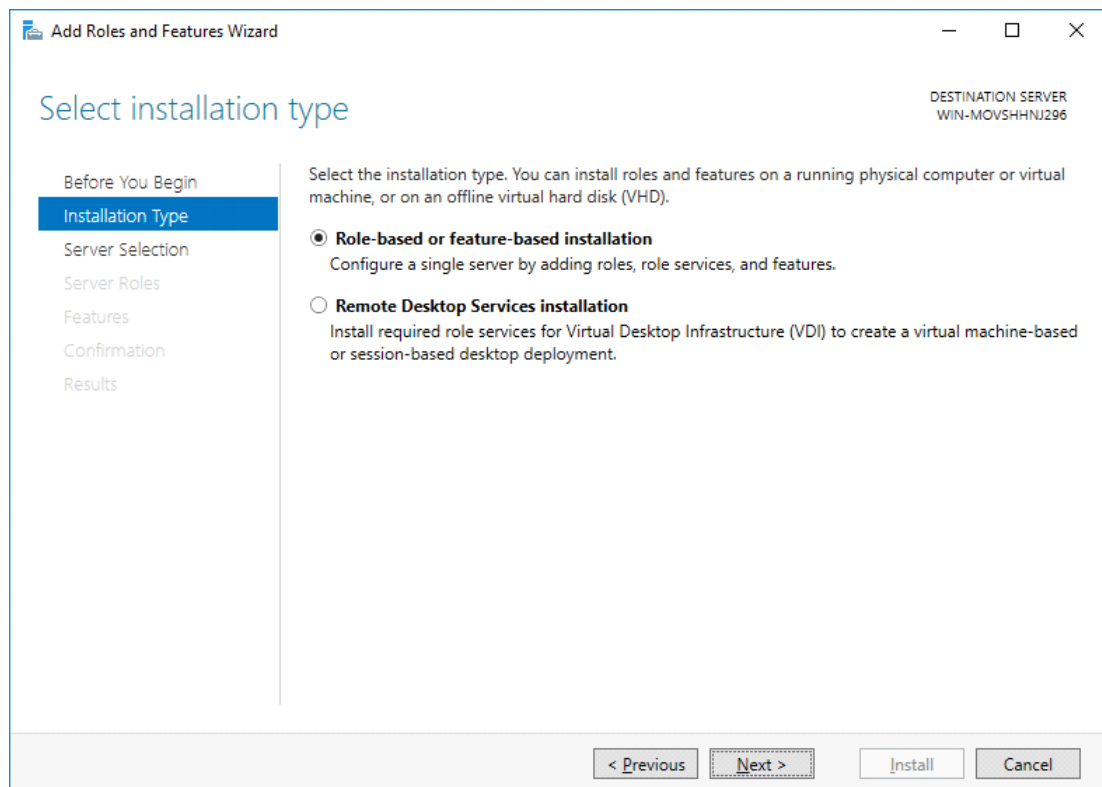 Add Roles and Features Wizard
Select installation type
DESTINATION SERVER
WIN-MOVSHHNJ296
Before You Begin
Installation Type
Server Selection
Server Roles
Features
Confirmation
Results
Select the installation type. You can install roles and features on a running physical computer or virtual
machine, or on an offline virtual hard disk (VHD).
Role-based or feature-based installation
Configure a single server by adding roles, role services, and features.
Remote Desktop Services installation
Install required role services for Virtual Desktop Infrastructure (VDI) to create a virtual machine-based
or session-based desktop deployment.
< Previous
Next >
Install
Cancel